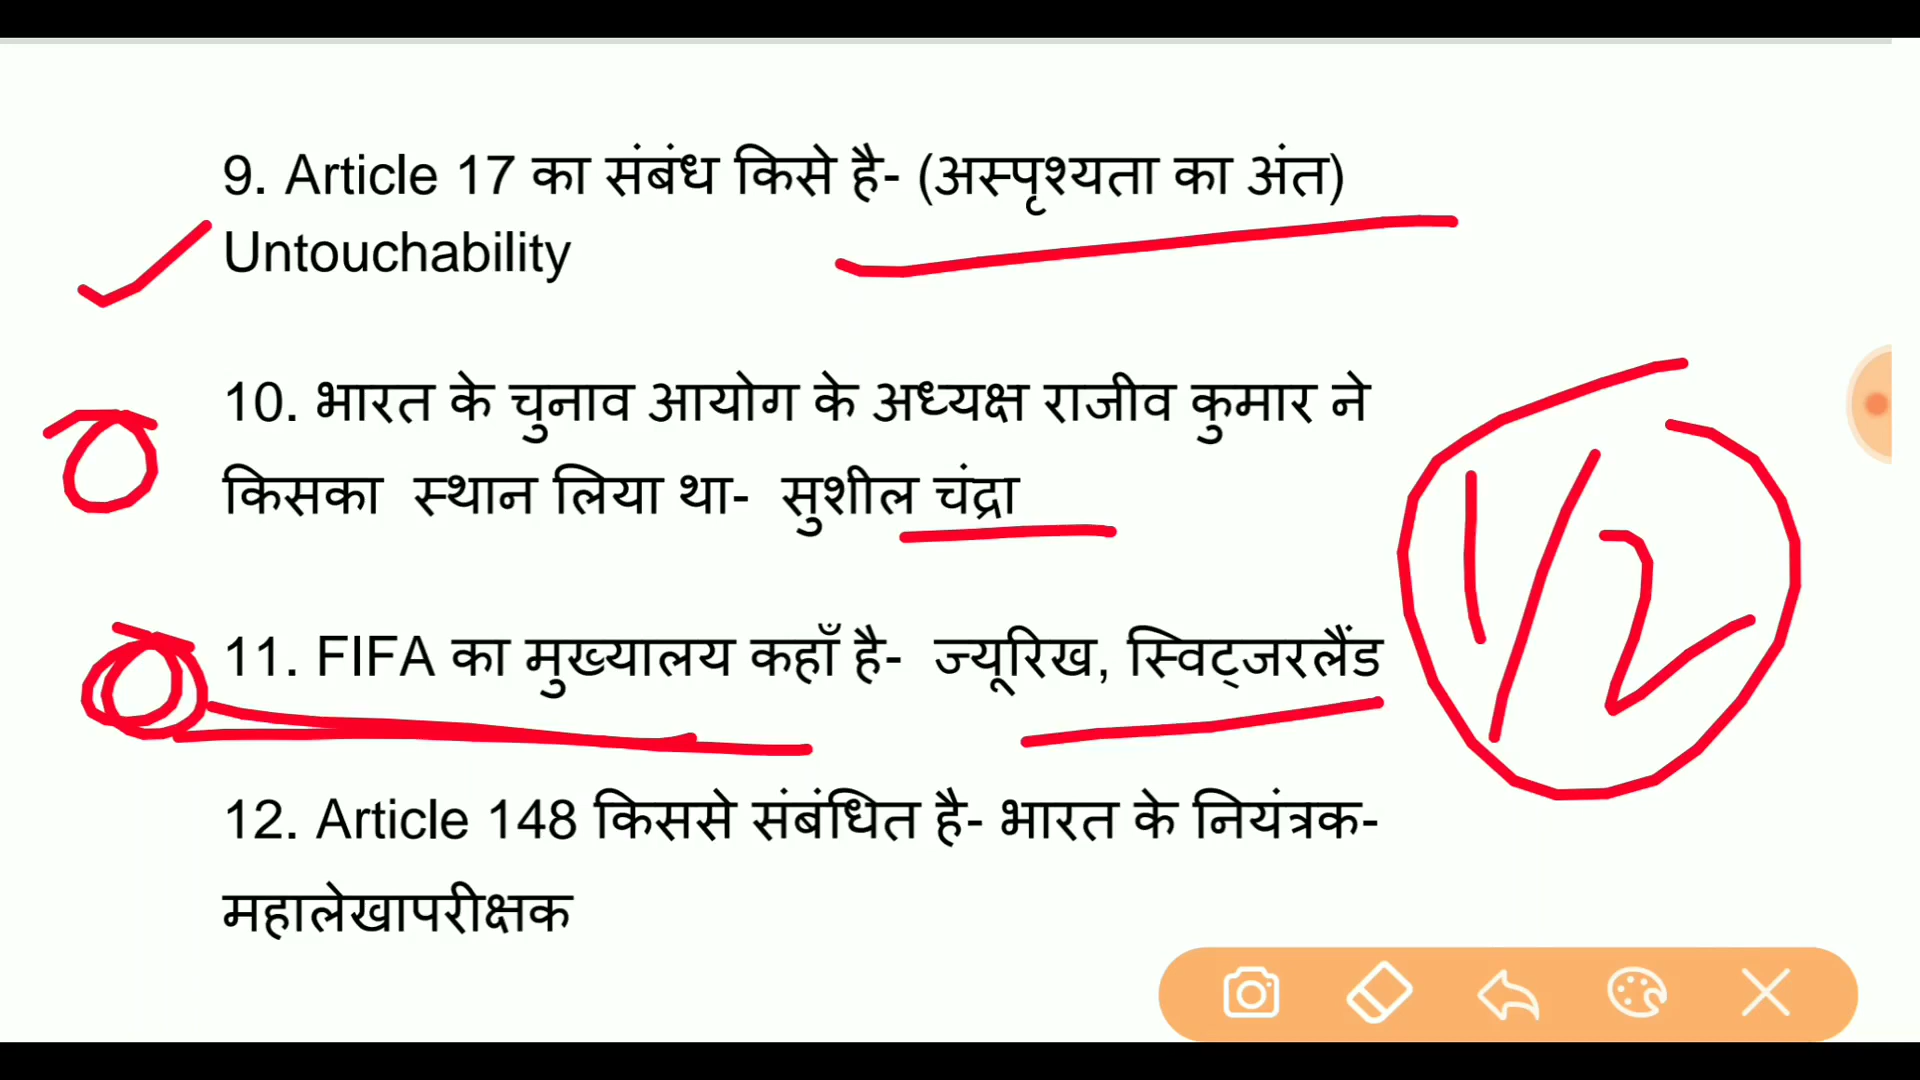 9. Article 17 का संबंध किसे है- (अस्पृश्यता का अंत)
Untouchability
10. भारत के चुनाव आयोग के अध्यक्ष राजीव कुमार ने
किसका स्थान लिया था- सुशील चंद्रा
11. FIFA का मुख्यालय कहाँ है- ज्यूरिख, स्विट्जरलैंड
1/2
12. Article 148 किससे संबंधित है- भारत के नियंत्रक-
महालेखापरीक्षक